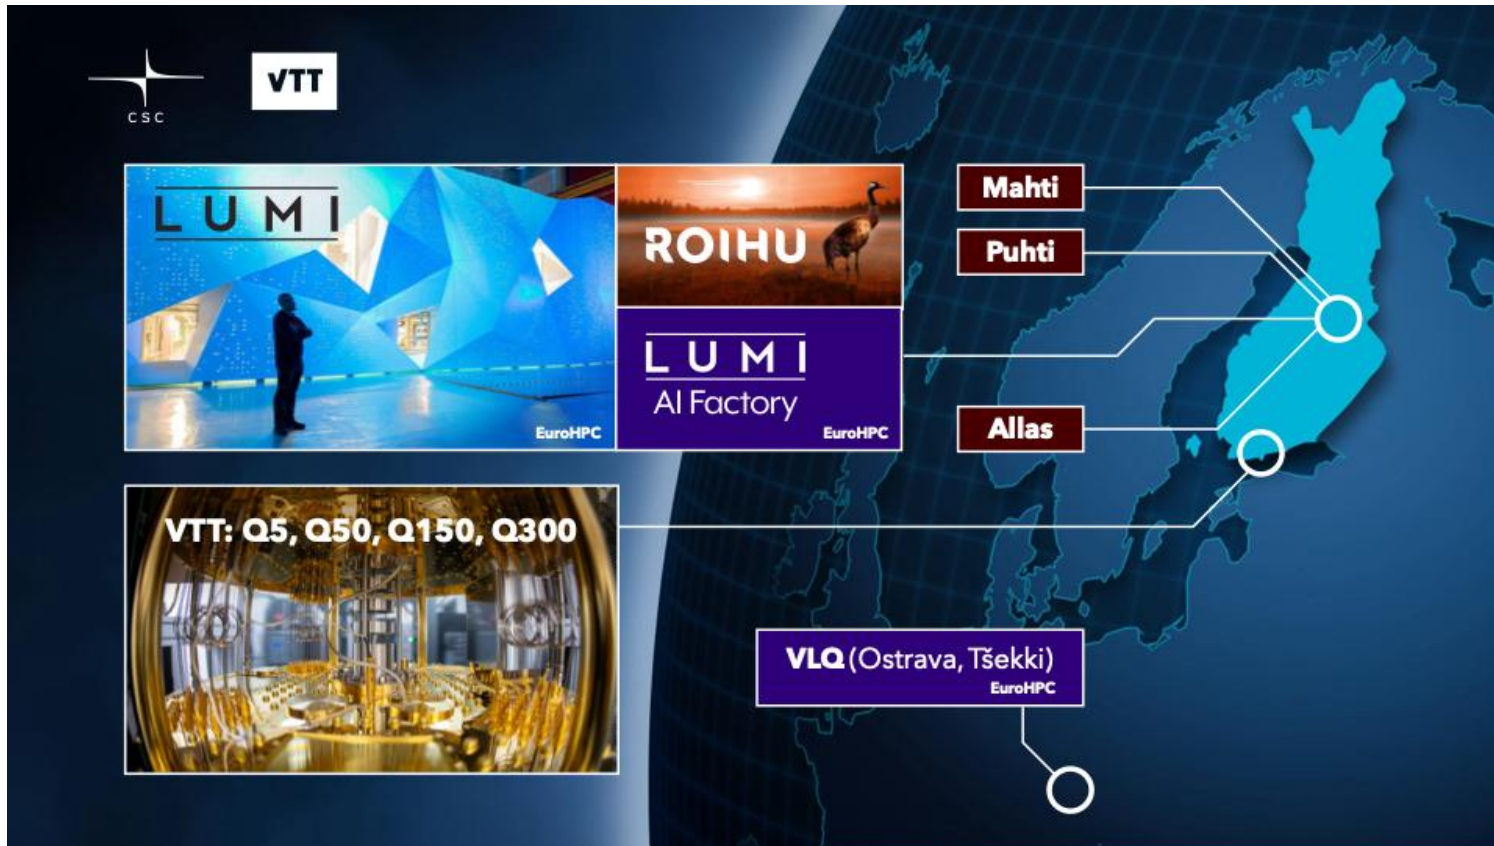 CSC
VTT
LUMI
EuroHPC
ROIHU
LUMI
AI Factory
EuroHPC
Mahti
Puhti
Allas
VTT: Q5, Q50, Q150, Q300
VLQ (Ostrava, Tšekki)
EuroHPC